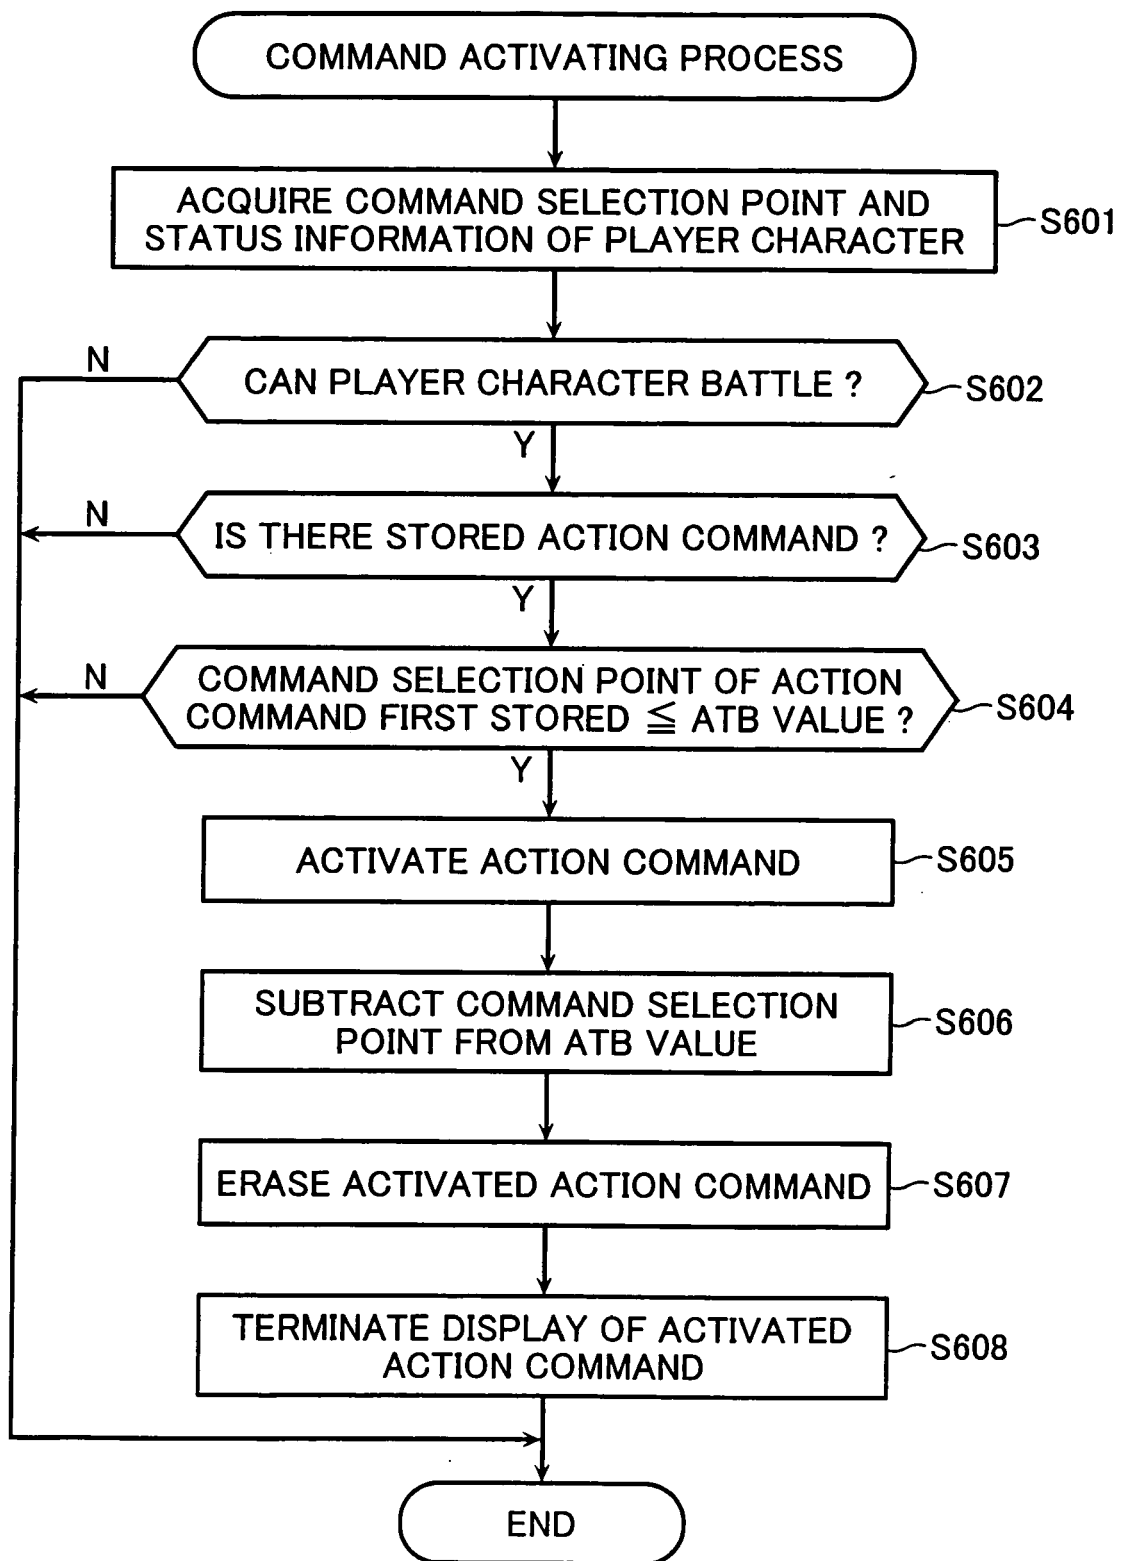 COMMAND ACTIVATING PROCESS
ACQUIRE COMMAND SELECTION POINT AND
STATUS INFORMATION OF PLAYER CHARACTER
S601
N
CAN PLAYER CHARACTER BATTLE ?
S602
Y
N
IS THERE STORED ACTION COMMAND ?
S603
Y
N
COMMAND SELECTION POINT OF ACTION
COMMAND FIRST STORED ≦ ATB VALUE ?
S604
Y
ACTIVATE ACTION COMMAND
S605
SUBTRACT COMMAND SELECTION
POINT FROM ATB VALUE
S606
ERASE ACTIVATED ACTION COMMAND
S607
TERMINATE DISPLAY OF ACTIVATED
ACTION COMMAND
S608
END